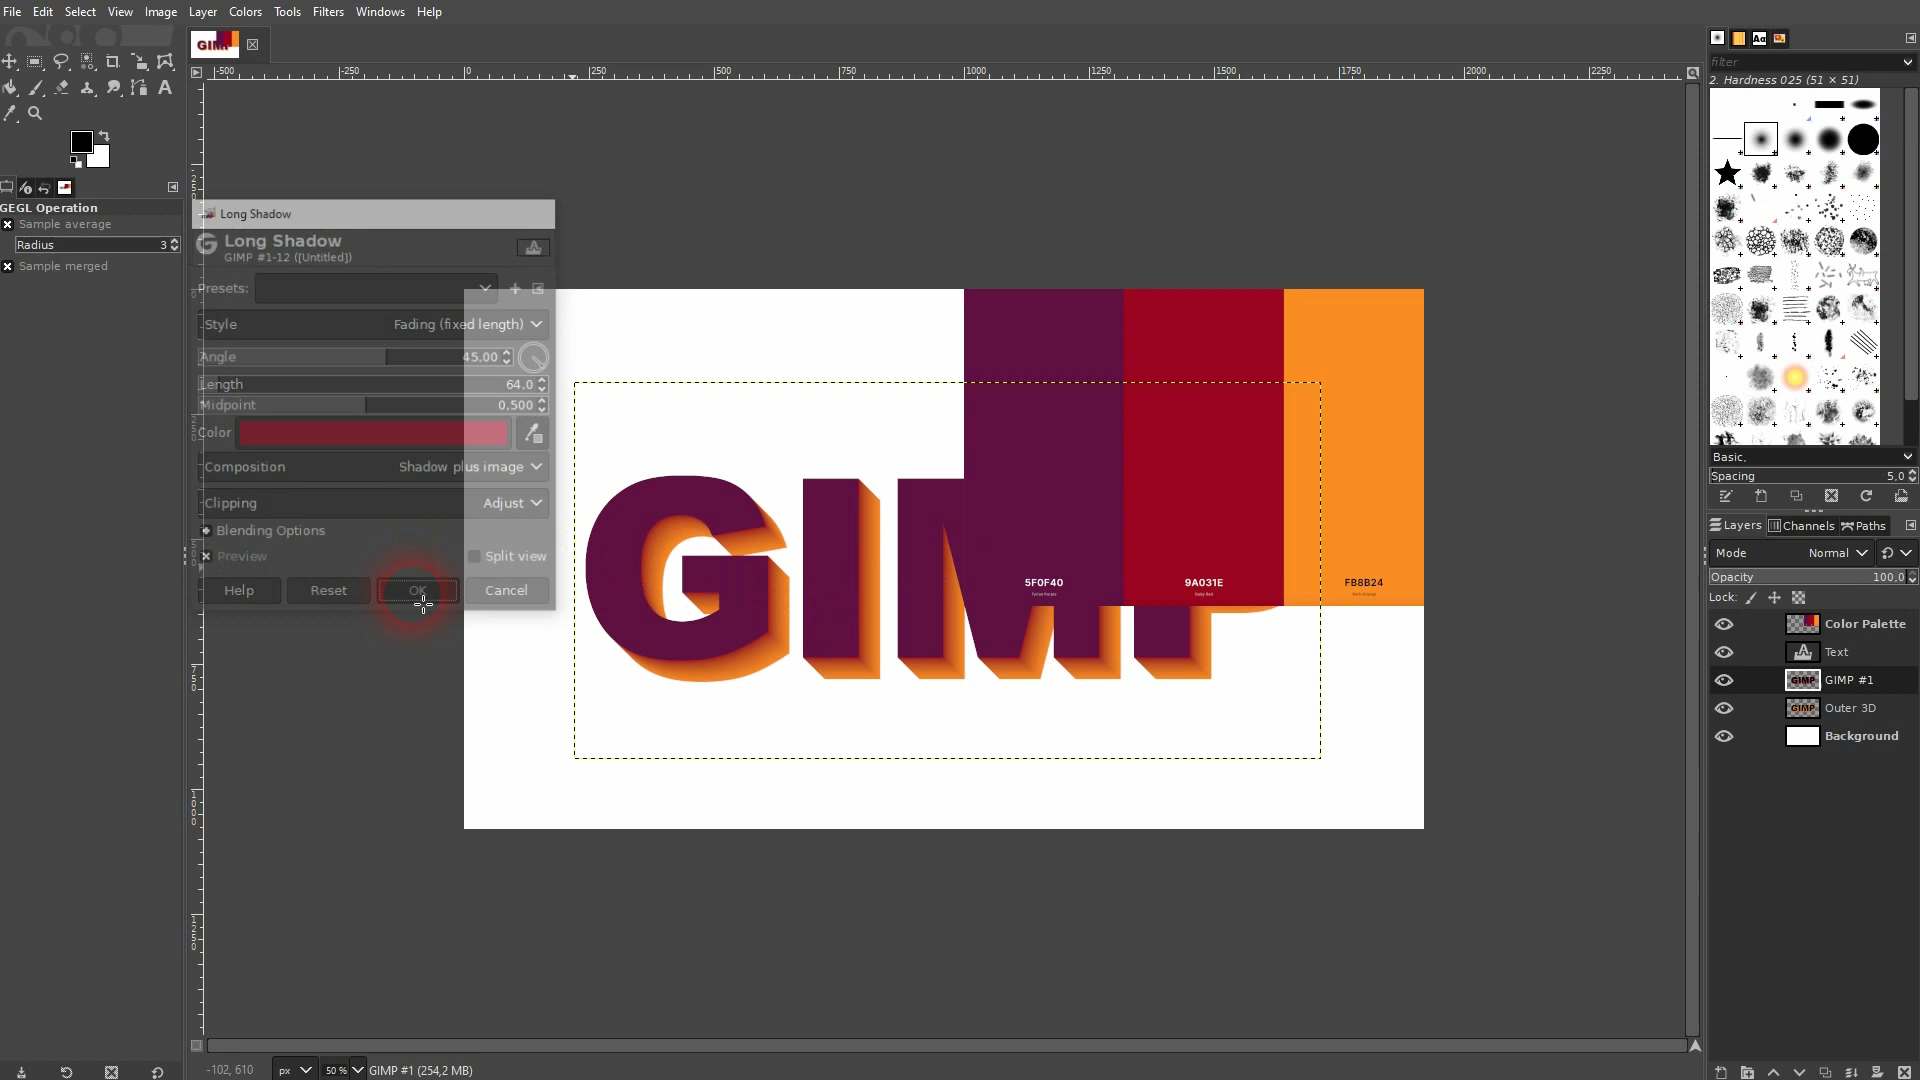 File Edit Select View Image Layer Colors Tools Filters Windows Help
GIMP
-500 -250 0 250 500 750 1000 1250 1500 1750 2000 2250
filter
2. Hardness 025 (51 × 51)
GEGL Operation
Sample average
Radius 3
Sample merged
Long Shadow
Long Shadow
GIMP #1-12 ([Untitled])
Presets:
Style Fading (fixed length)
Angle 45,00
Length 64,0
Midpoint 0,500
Color
Composition Shadow plus image
Clipping Adjust
Blending Options
Preview Split view
Help Reset OK Cancel
GIMP
5F0F40 9A031E FB8B24
Basic,
Spacing 5,0
Layers Channels Paths
Mode Normal
Opacity 100,0
Lock:
Color Palette
Text
GIMP #1
Outer 3D
Background
-102, 610 px 50 % GIMP #1 (254,2 MB)